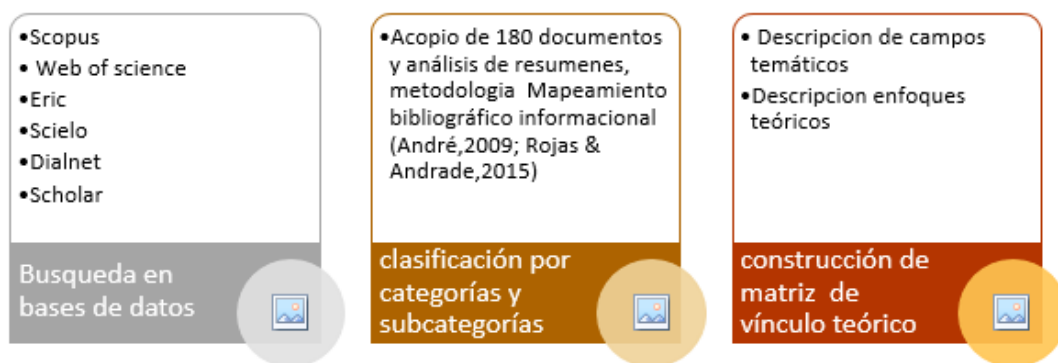 •Scopus
• Web of science
•Eric
•Scielo
•Dialnet
•Scholar
Busqueda en
bases de datos
•Acopio de 180 documentos
y análisis de resumenes,
metodologia Mapeamiento
bibliográfico informacional
(André,2009; Rojas &
Andrade,2015)
clasificación por
categorías y
subcategorías
• Descripcion de campos
temáticos
•Descripcion enfoques
teóricos
construcción de
matriz de
vínculo teórico